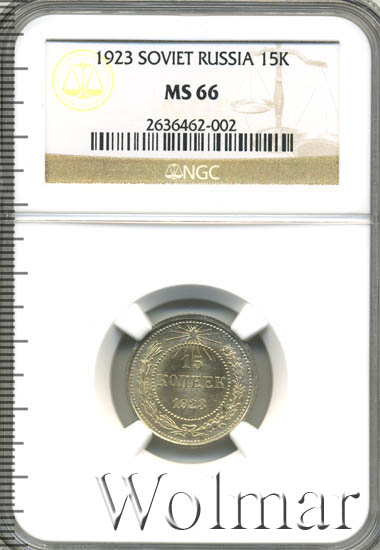 1923 SOVIET RUSSIA 15K
MS 66
2636462-002
NGC
15
КОПЕЕК
1923
Wolmar